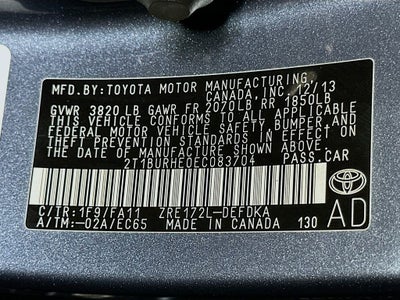 MFD.BY:TOYOTA MOTOR MANUFACTURING,
CANADA,INC. 12/13
GVWR 3820 LB GAWR FR 2070LB,RR 1850LB
THIS VEHICLE CONFORMS TO ALL APPLICABLE
FEDERAL MOTOR VEHICLE SAFETY, BUMPER AND
THEFT PREVENTION STANDARDS IN EFFECT ON
THE DATE OF MANUFACTURE SHOWN ABOVE.
2T1BURHE0EC083704 PASS.CAR
TOYOTA
C/TR:1F9/FA11 ZRE172L-DEFDKA
A/TM:-02A/EC65 MADE IN CANADA 130
AD